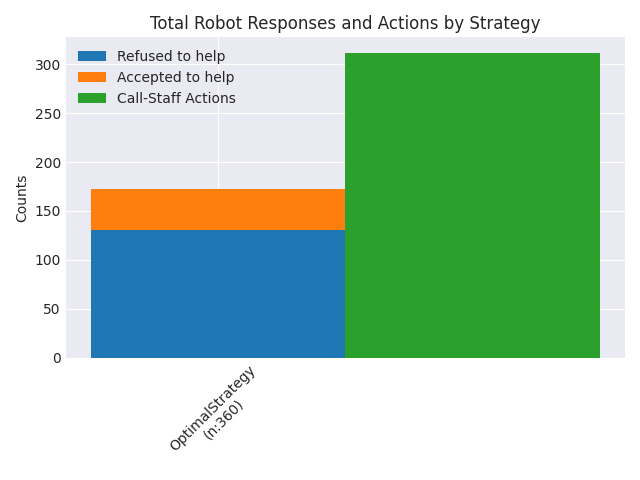 Total Robot Responses and Actions by Strategy
Refused to help
Accepted to help
Call-Staff Actions
Counts
300
250
200
150
100
50
0
OptimalStrategy
(n:360)